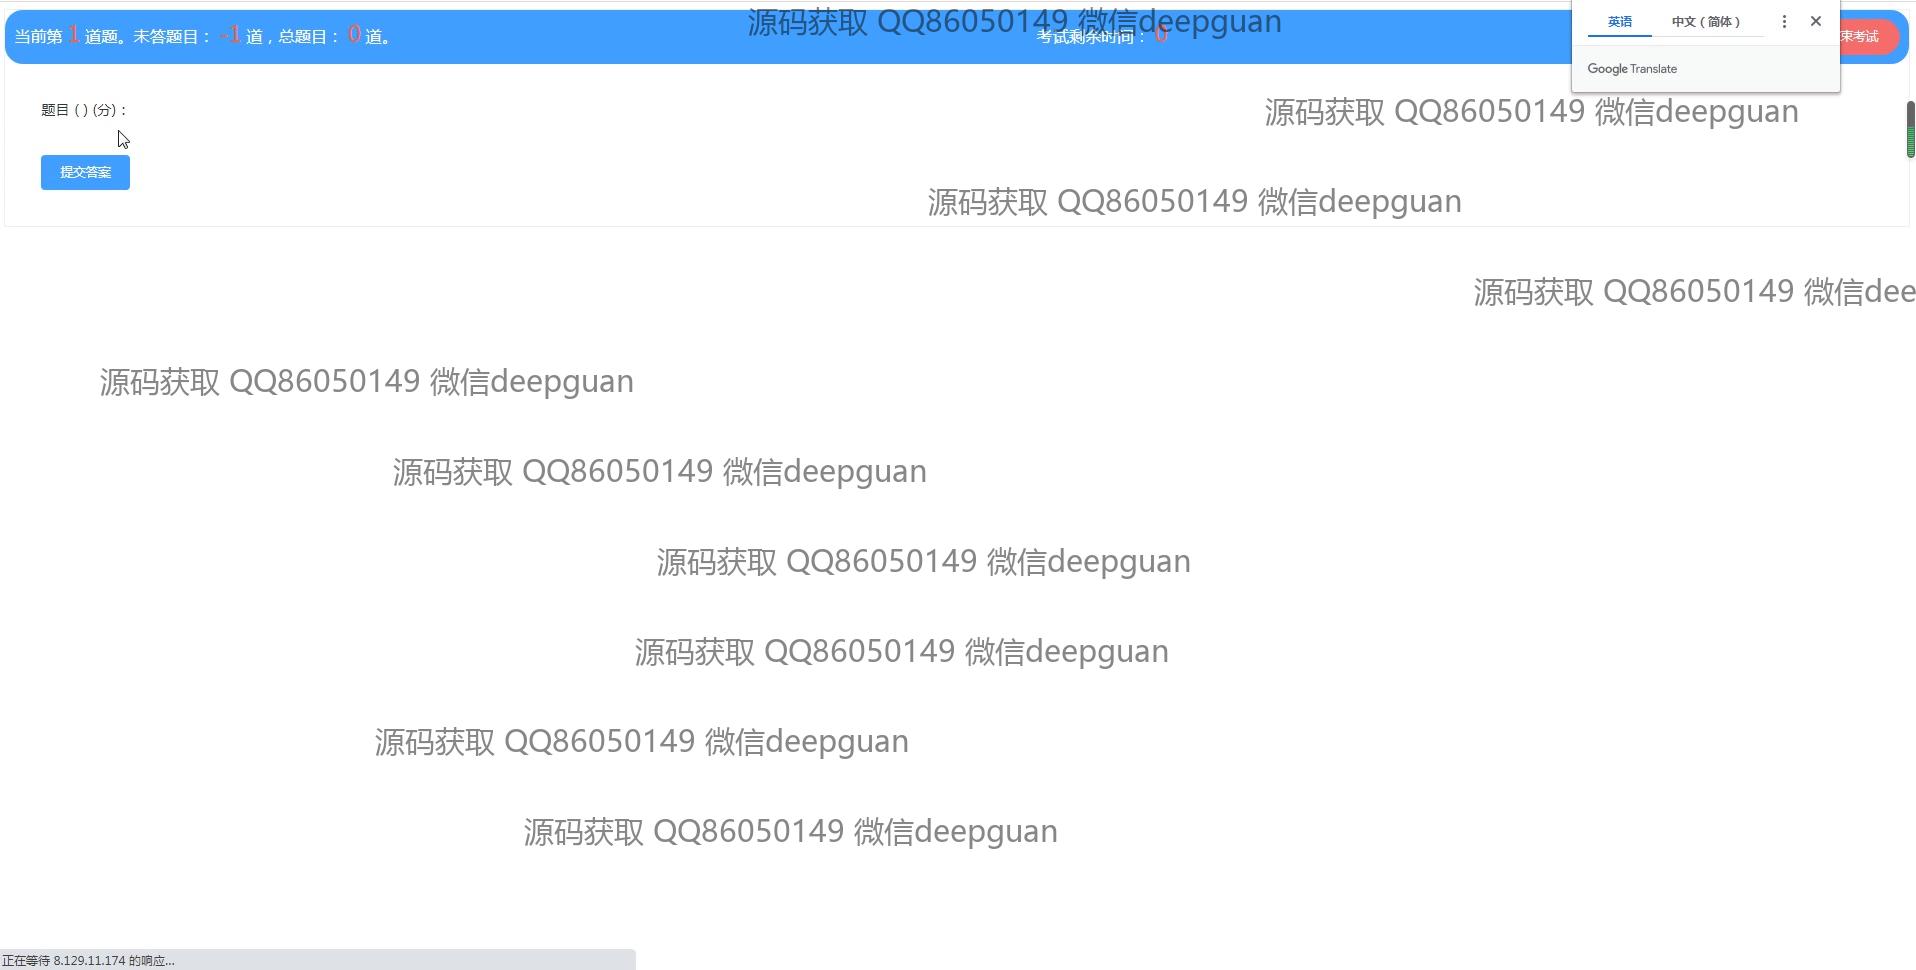 源码获取 QQ86050149 微信deepguan
当前第 1 道题。未答题目： -1 道，总题目： 0 道。
考试剩余时间： 0
束考试
英语
中文（简体）
Google Translate
题目 ( ) (分)：
源码获取 QQ86050149 微信deepguan
提交答案
源码获取 QQ86050149 微信deepguan
源码获取 QQ86050149 微信dee
源码获取 QQ86050149 微信deepguan
源码获取 QQ86050149 微信deepguan
源码获取 QQ86050149 微信deepguan
源码获取 QQ86050149 微信deepguan
源码获取 QQ86050149 微信deepguan
源码获取 QQ86050149 微信deepguan
正在等待 8.129.11.174 的响应...